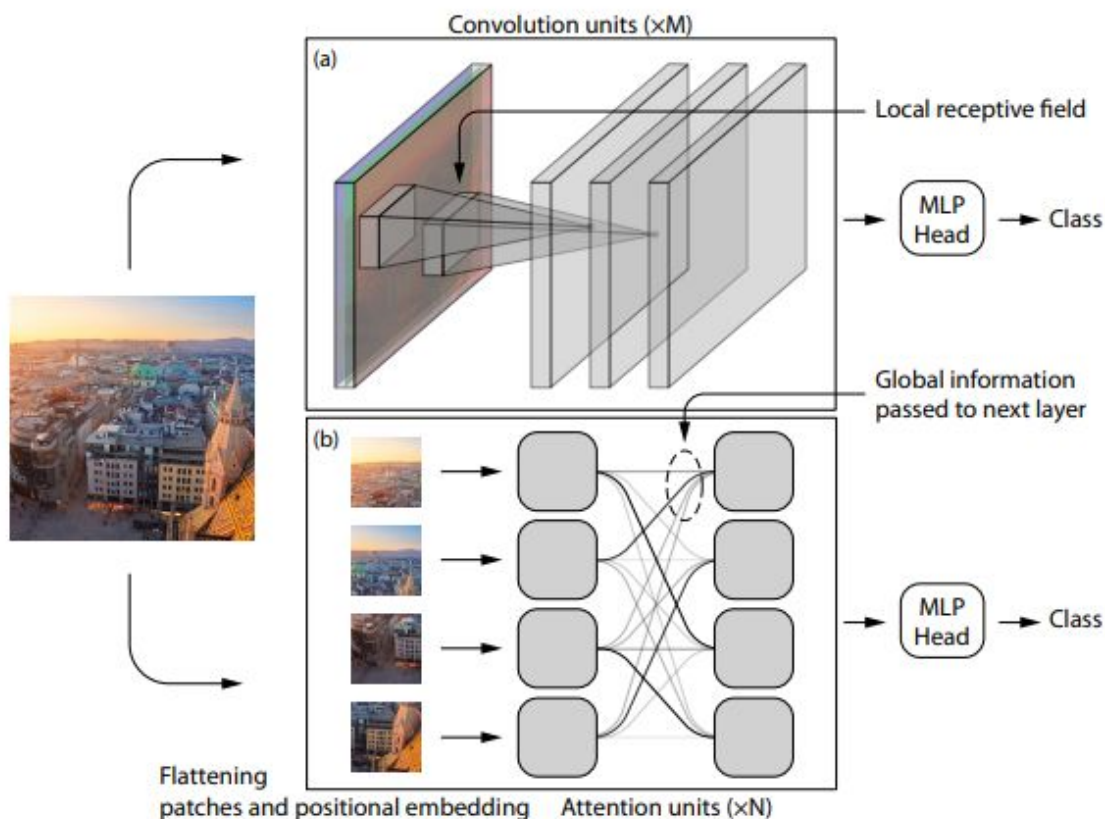 Convolution units (×M)
(a)
Local receptive field
MLP
Head
Class
Global information
passed to next layer
(b)
MLP
Head
Class
Flattening
patches and positional embedding
Attention units (×N)